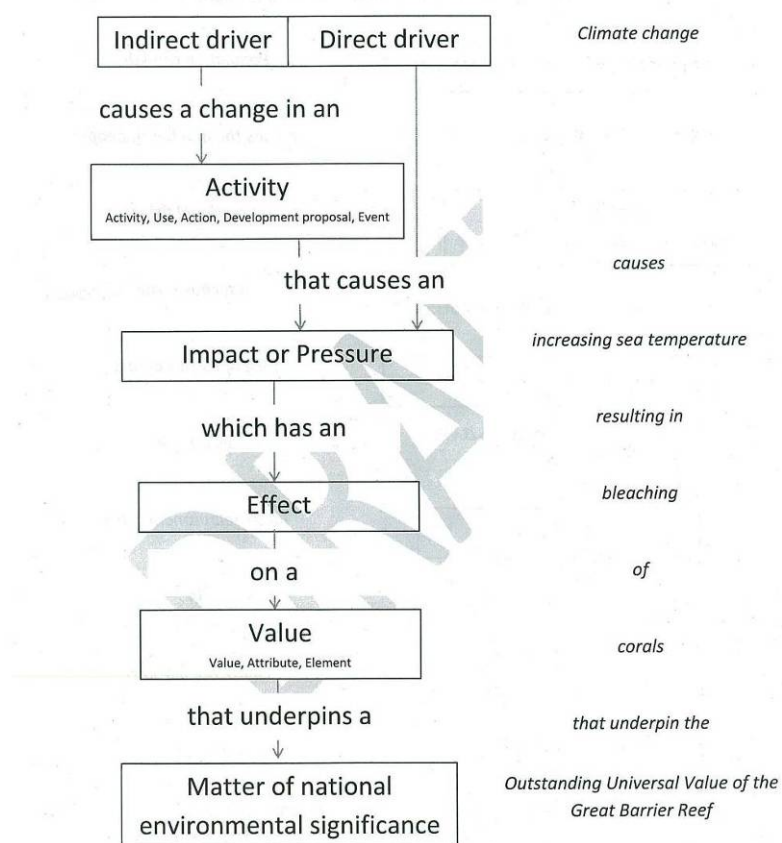 Indirect driver Direct driver Climate change
causes a change in an
Activity
Activity, Use, Action, Development proposal, Event
that causes an causes
Impact or Pressure increasing sea temperature
which has an resulting in
Effect bleaching
on a of
Value corals
Value, Attribute, Element
that underpins a that underpin the
Matter of national Outstanding Universal Value of the
environmental significance Great Barrier Reef
DRAFT